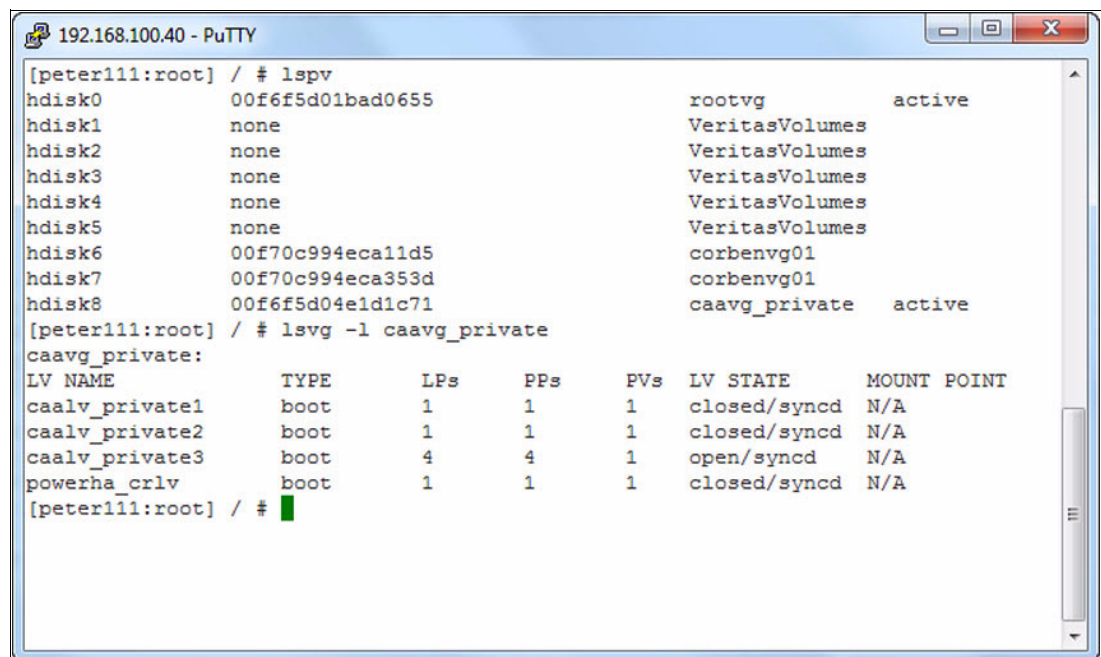 192.168.100.40 - PuTTY
[peter111:root] / # lspv
hdisk0 00f6f5d01bad0655 rootvg active
hdisk1 none VeritasVolumes
hdisk2 none VeritasVolumes
hdisk3 none VeritasVolumes
hdisk4 none VeritasVolumes
hdisk5 none VeritasVolumes
hdisk6 00f70c994eca11d5 corbenvg01
hdisk7 00f70c994eca353d corbenvg01
hdisk8 00f6f5d04e1d1c71 caavg_private active
[peter111:root] / # lsvg -l caavg_private
caavg_private:
LV NAME TYPE LPs PPs PVs LV STATE MOUNT POINT
caalv_private1 boot 1 1 1 closed/syncd N/A
caalv_private2 boot 1 1 1 closed/syncd N/A
caalv_private3 boot 4 4 1 open/syncd N/A
powerha_crlv boot 1 1 1 closed/syncd N/A
[peter111:root] / #